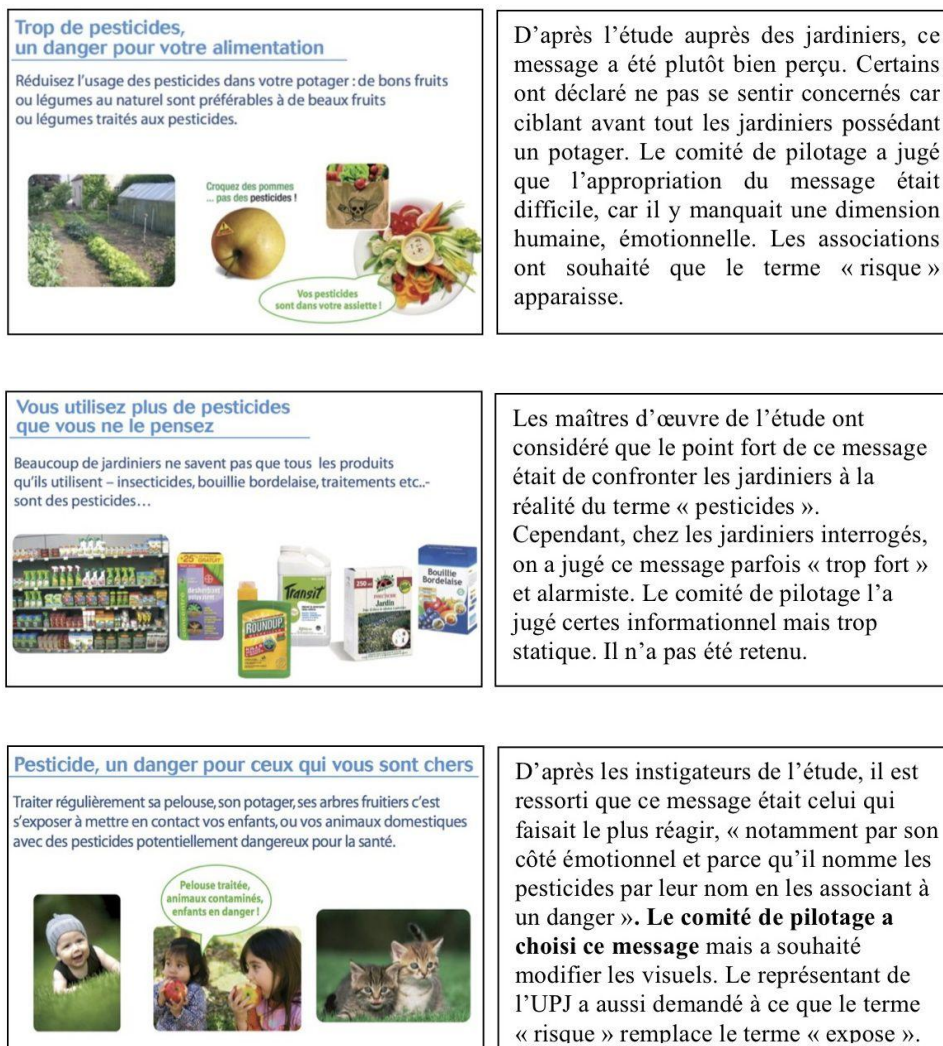 Trop de pesticides,
un danger pour votre alimentation
Réduisez l'usage des pesticides dans votre potager : de bons fruits
ou légumes au naturel sont préférables à de beaux fruits
ou légumes traités aux pesticides.
Croquez des pommes
... pas des pesticides !
Vos pesticides
sont dans votre assiette !
D'après l'étude auprès des jardiniers, ce
message a été plutôt bien perçu. Certains
ont déclaré ne pas se sentir concernés car
ciblant avant tout les jardiniers possédant
un potager. Le comité de pilotage a jugé
que l'appropriation du message était
difficile, car il y manquait une dimension
humaine, émotionnelle. Les associations
ont souhaité que le terme « risque »
apparaisse.
Vous utilisez plus de pesticides
que vous ne le pensez
Beaucoup de jardiniers ne savent pas que tous les produits
qu'ils utilisent – insecticides, bouillie bordelaise, traitements etc..-
sont des pesticides…
+25%
GRATUIT
désherbant
ROUNDUP
Transit
250 m²
Jardin
Bouillie
Bordelaise
Les maîtres d'œuvre de l'étude ont
considéré que le point fort de ce message
était de confronter les jardiniers à la
réalité du terme « pesticides ».
Cependant, chez les jardiniers interrogés,
on a jugé ce message parfois « trop fort »
et alarmiste. Le comité de pilotage l'a
jugé certes informationnel mais trop
statique. Il n'a pas été retenu.
Pesticide, un danger pour ceux qui vous sont chers
Traiter régulièrement sa pelouse, son potager, ses arbres fruitiers c'est
s'exposer à mettre en contact vos enfants, ou vos animaux domestiques
avec des pesticides potentiellement dangereux pour la santé.
Pelouse traitée,
animaux contaminés,
enfants en danger !
D'après les instigateurs de l'étude, il est
ressorti que ce message était celui qui
faisait le plus réagir, « notamment par son
côté émotionnel et parce qu'il nomme les
pesticides par leur nom en les associant à
un danger ». Le comité de pilotage a
choisi ce message mais a souhaité
modifier les visuels. Le représentant de
l'UPJ a aussi demandé à ce que le terme
« risque » remplace le terme « expose ».